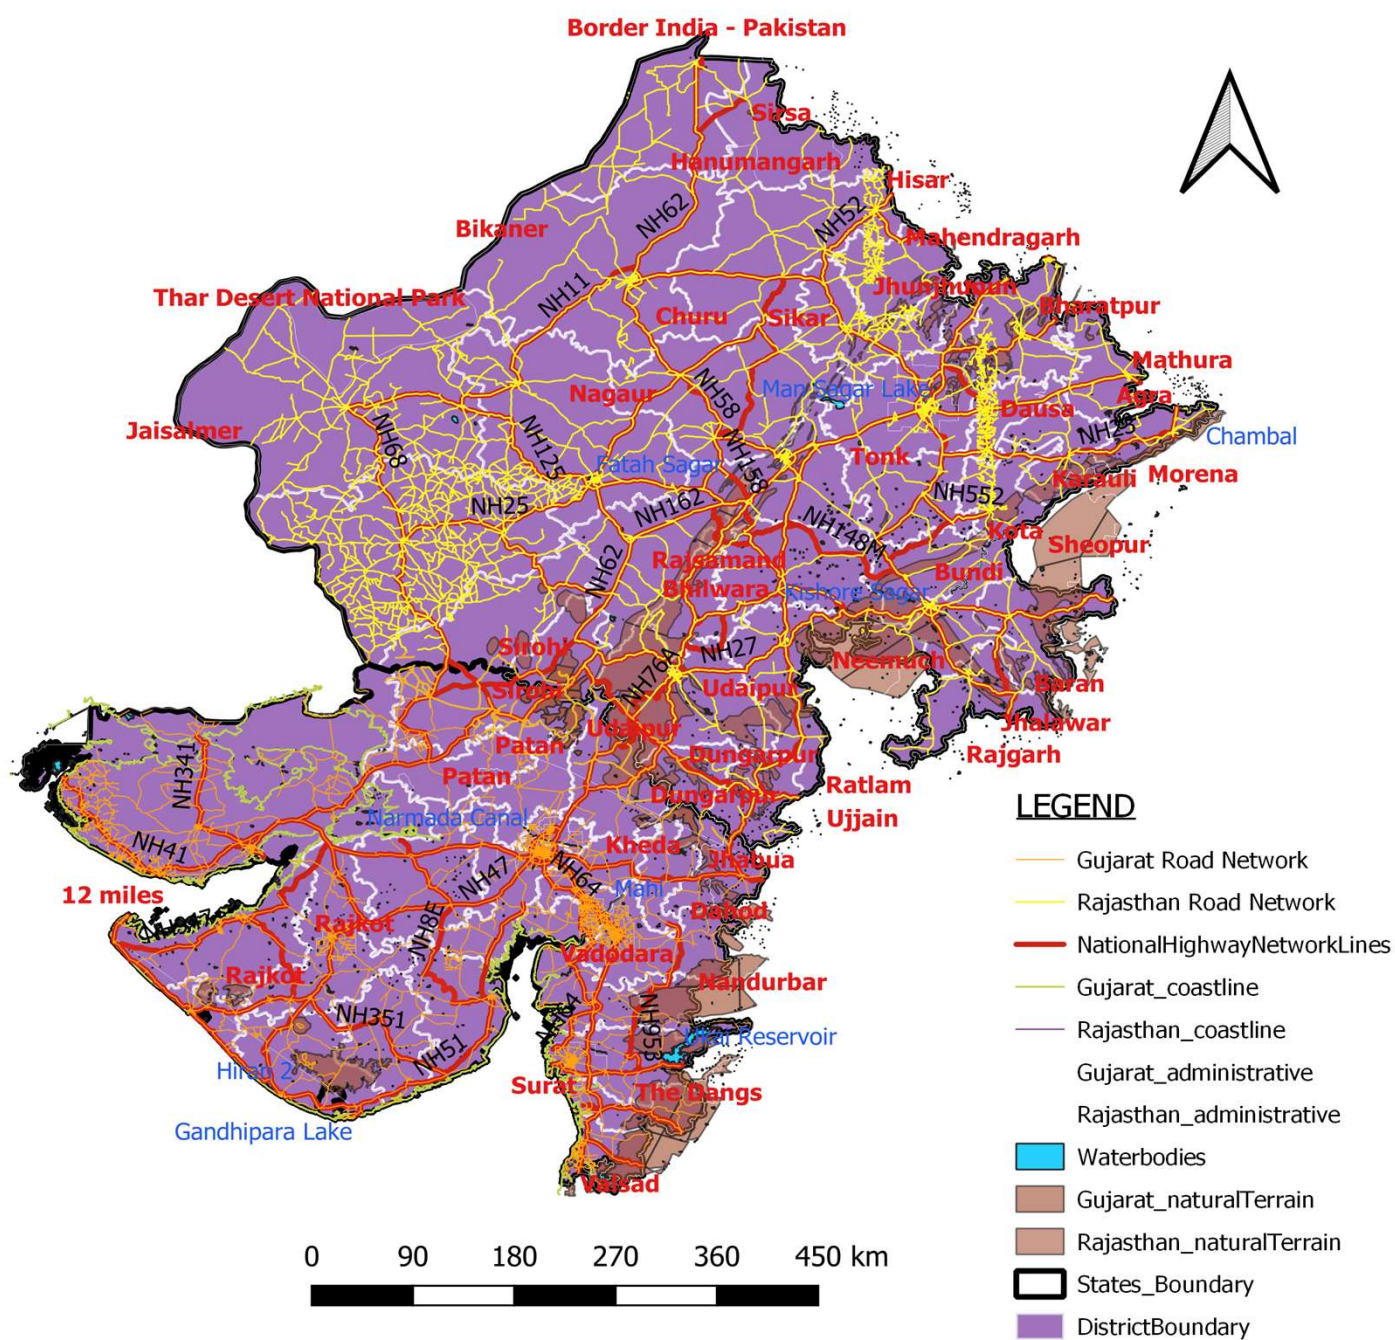 Border India - Pakistan
Sirsa
Hanumangarh
Hisar
NH62
NH52
Bikaner
Mahendragarh
Thar Desert National Park
NH11
Jhunjhunun
Churu
Sikar
Bharatpur
Mathura
Nagaur
NH58
Man Sagar Lake
Agra
Dausa
Jaisalmer
NH68
NH125
NH23
Chambal
Fatah Sagar
NH158
Tonk
Karauli
Morena
NH25
NH162
NH552
NH148M
Kota
Sheopur
NH62
Rajsamand
Bundi
Bhilwara
Kishore Sagar
Sirohi
NH27
Neemuch
NH76A
Sirohi
Udaipur
Baran
Udaipur
Jhalawar
Patan
Dungarpur
Rajgarh
NH341
Patan
Dungarpur
Ratlam
Narmada Canal
Ujjain
LEGEND
NH41
Kheda
Jhabua
Gujarat Road Network
NH47
NH64
Mahi
12 miles
Rajasthan Road Network
NH8E
Rajkot
Dahod
NationalHighwayNetworkLines
Vadodara
Rajkot
Nandurbar
Gujarat_coastline
NH351
NH64
NH953
Ukai Reservoir
Rajasthan_coastline
NH51
Hiran 2
Gujarat_administrative
Surat
The Dangs
Rajasthan_administrative
Gandhipara Lake
Waterbodies
Valsad
Gujarat_naturalTerrain
Rajasthan_naturalTerrain
0 90 180 270 360 450 km
States_Boundary
DistrictBoundary